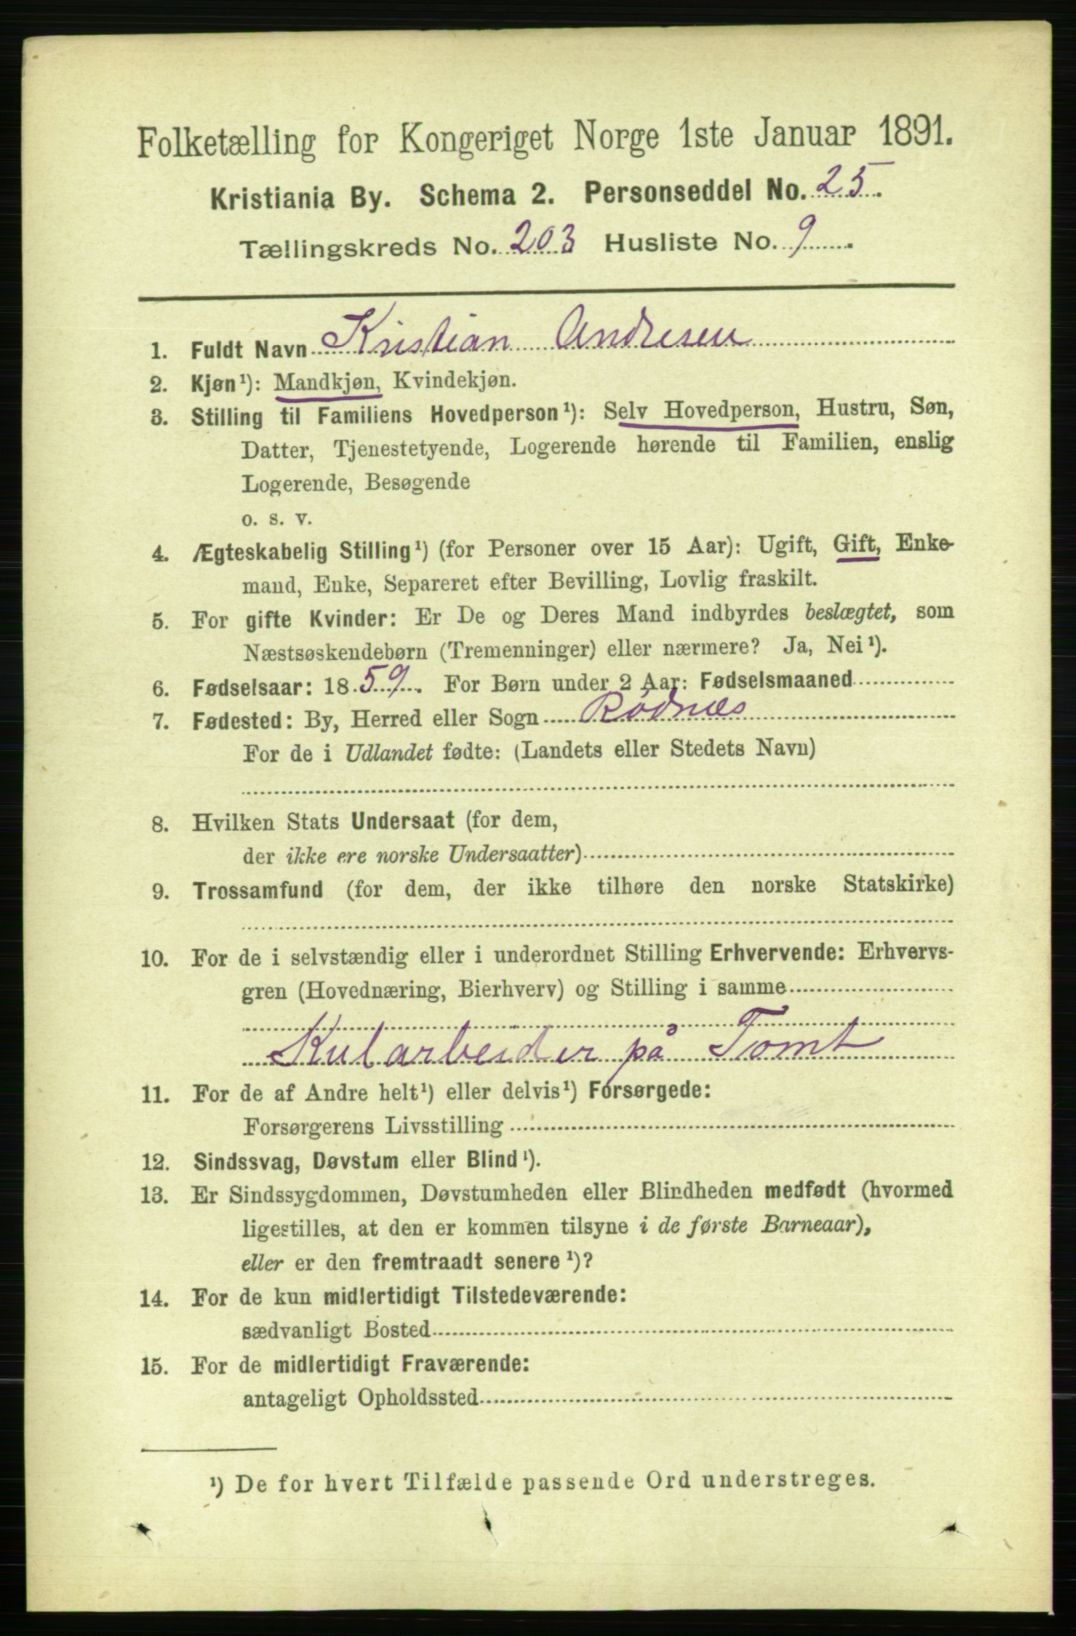 Folketælling for Kongeriget Norge 1ste Januar 1891.
Kristiania By. Schema 2. Personseddel No. 25.
Tællingskreds No. 203 Husliste No. 9.
1. Fuldt Navn Kristian Andresen
2. Kjøn¹): Mandkjøn, Kvindekjøn.
3. Stilling til Familiens Hovedperson¹): Selv Hovedperson, Hustru, Søn,
Datter, Tjenestetyende, Logerende hørende til Familien, enslig
Logerende, Besøgende
o. s. v.
4. Ægteskabelig Stilling¹) (for Personer over 15 Aar): Ugift, Gift, Enke-
mand, Enke, Separeret efter Bevilling, Lovlig fraskilt.
5. For gifte Kvinder: Er De og Deres Mand indbyrdes beslægtet, som
Næstsøskendebørn (Tremenninger) eller nærmere? Ja, Nei¹).
6. Fødselsaar: 1859. For Børn under 2 Aar: Fødselsmaaned
7. Fødested: By, Herred eller Sogn Rødnæs
For de i Udlandet fødte: (Landets eller Stedets Navn)
8. Hvilken Stats Undersaat (for dem,
der ikke ere norske Undersaatter)
9. Trossamfund (for dem, der ikke tilhøre den norske Statskirke)
10. For de i selvstændig eller i underordnet Stilling Erhvervende: Erhvervs-
gren (Hovednæring, Bierhverv) og Stilling i samme
Kularbeider på Tomt
11. For de af Andre helt¹) eller delvis¹) Forsørgede:
Forsørgerens Livsstilling
12. Sindssvag, Døvstum eller Blind¹).
13. Er Sindssygdommen, Døvstumheden eller Blindheden medfødt (hvormed
ligestilles, at den er kommen tilsyne i de første Barneaar),
eller er den fremtraadt senere¹)?
14. For de kun midlertidigt Tilstedeværende:
sædvanligt Bosted
15. For de midlertidigt Fraværende:
antageligt Opholdssted
¹) De for hvert Tilfælde passende Ord understreges.